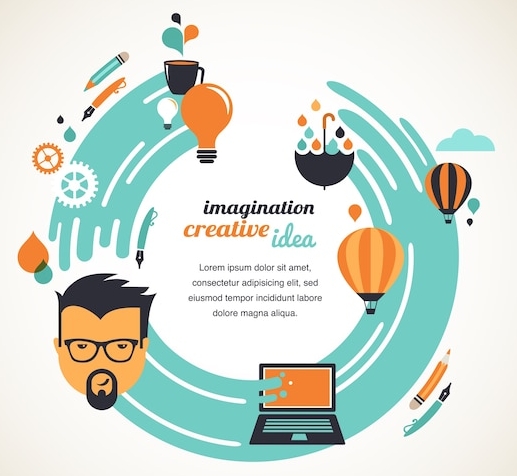 imagination
creative idea
Lorem ipsum dolor sit amet,
consectetur adipisicing elit, sed
eiusmod tempor incididunt labore
dolore magna aliqua.